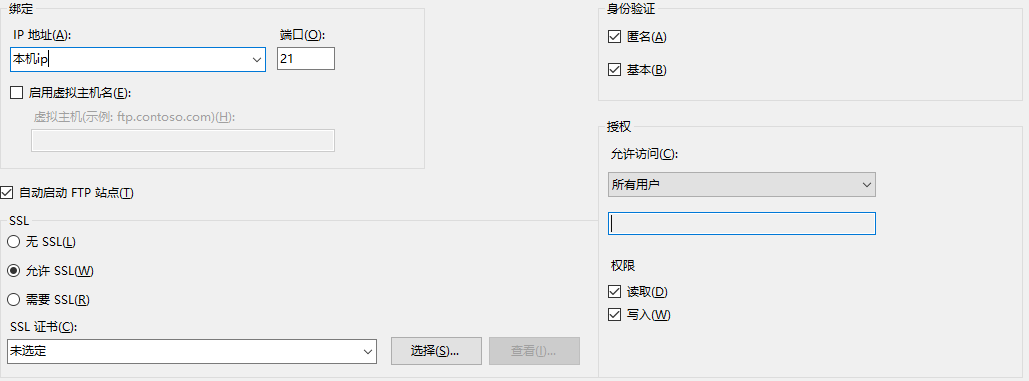 绑定
IP 地址(A):
端口(O):
本机ip
21
启用虚拟主机名(E):
虚拟主机(示例: ftp.contoso.com)(H):
自动启动 FTP 站点(T)
SSL
无 SSL(L)
允许 SSL(W)
需要 SSL(R)
SSL 证书(C):
未选定
选择(S)...
查看(I)...
身份验证
匿名(A)
基本(B)
授权
允许访问(C):
所有用户
权限
读取(D)
写入(W)